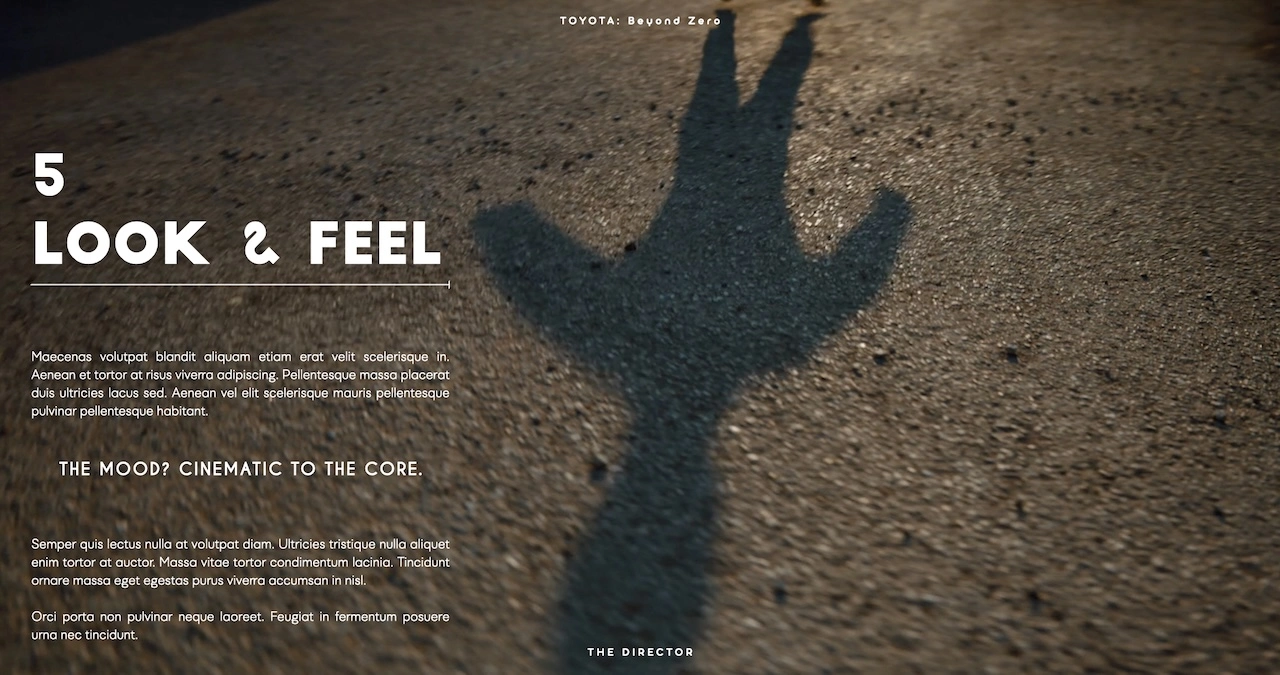 TOYOTA: Beyond Zero
5
LOOK & FEEL
Maecenas volutpat blandit aliquam etiam erat velit scelerisque in.
Aenean et tortor at risus viverra adipiscing. Pellentesque massa placerat
duis ultricies lacus sed. Aenean vel elit scelerisque mauris pellentesque
pulvinar pellentesque habitant.
THE MOOD? CINEMATIC TO THE CORE.
Semper quis lectus nulla at volutpat diam. Ultricies tristique nulla aliquet
enim tortor at auctor. Massa vitae tortor condimentum lacinia. Tincidunt
ornare massa eget egestas purus viverra accumsan in nisl.
Orci porta non pulvinar neque laoreet. Feugiat in fermentum posuere
urna nec tincidunt.
THE DIRECTOR